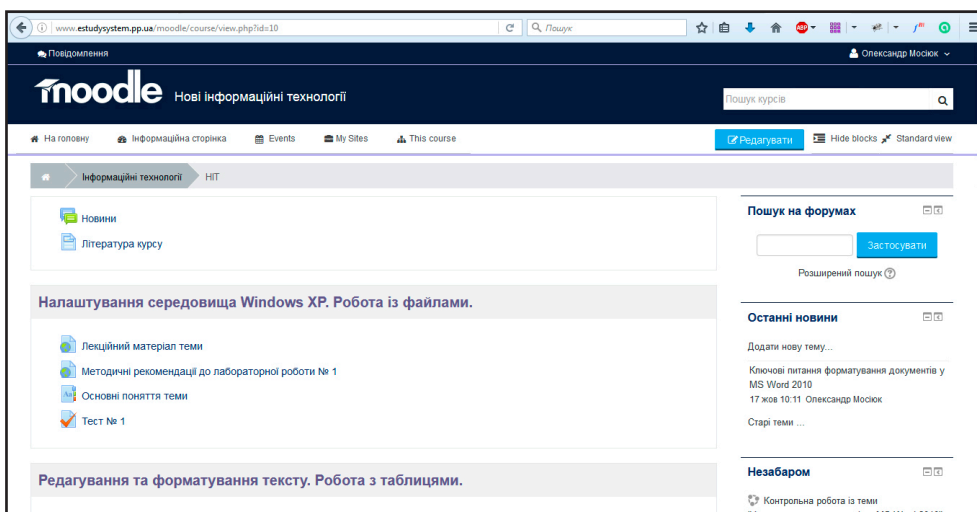 www.estudysystem.pp.ua/moodle/course/view.php?id=10
Пошук
Повідомлення
Олександр Мосіюк
moodle Нові інформаційні технології
Пошук курсів
На головну Інформаційна сторінка Events My Sites This course
Редагувати Hide blocks Standard view
Інформаційні технології НІТ
Новини
Література курсу
Налаштування середовища Windows XP. Робота із файлами.
Лекційний матеріал теми
Методичні рекомендації до лабораторної роботи № 1
Основні поняття теми
Тест № 1
Редагування та форматування тексту. Робота з таблицями.
Пошук на форумах
Застосувати
Розширений пошук
Останні новини
Додати нову тему...
Ключові питання форматування документів у
MS Word 2010
17 жов 10:11 Олександр Мосіюк
Старі теми ...
Незабаром
Контрольна робота із теми